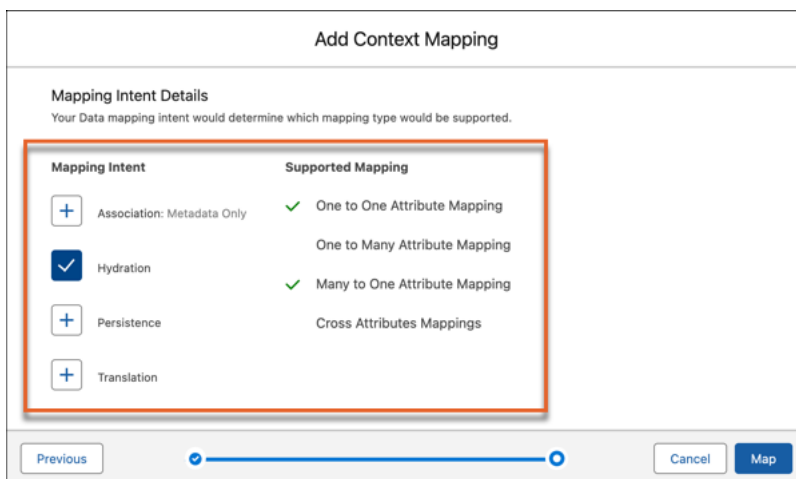 Add Context Mapping
Mapping Intent Details
Your Data mapping intent would determine which mapping type would be supported.
Mapping Intent
Supported Mapping
Association: Metadata Only
One to One Attribute Mapping
One to Many Attribute Mapping
Hydration
Many to One Attribute Mapping
Persistence
Cross Attributes Mappings
Translation
Previous
Cancel
Map